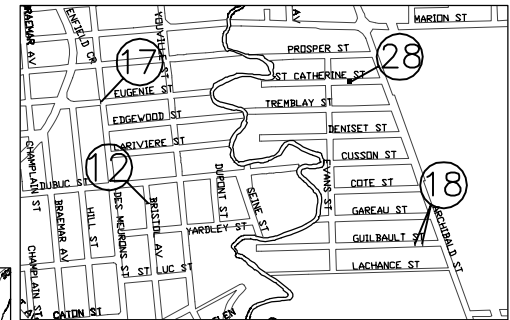 BRAEMAR AV
ENFIELD CR
YOUVILLE ST
AV
MARION ST
PROSPER ST
28
17
ST CATHERINE ST
EUGENIE ST
TREMBLAY ST
EDGEWOOD ST
DENISET ST
LARIVIERE ST
CUSSON ST
CHAMPLAIN ST
12
EVANS ST
DUBUC ST
DUPONT ST
COTE ST
18
SEINE ST
BRAEMAR AV
HILL ST
DES MEURONS ST
BRISTOL AV
GAREAU ST
ARCHIBALD ST
YARDLEY ST
GUILBAULT
CHAMPLAIN ST
ST LUC ST
LACHANCE ST
CATON ST